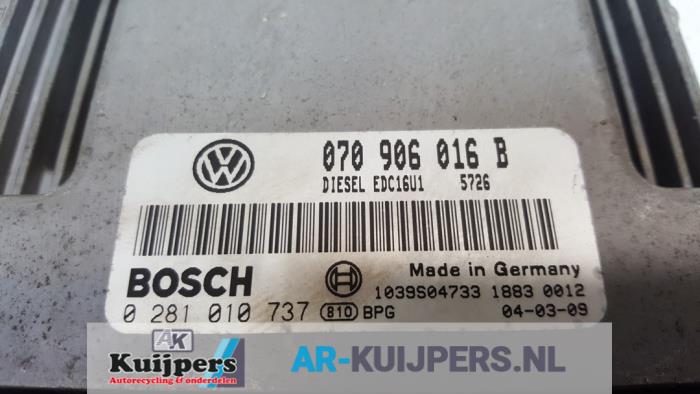 070 906 016 B
DIESEL EDC16U1 5726
BOSCH
Made in Germany
1039S04733 1883 0012
0 281 010 737 810 BPG 04-03-09
AK
Kuijpers
Autorecycling & onderdelen
AR-KUIJPERS.NL